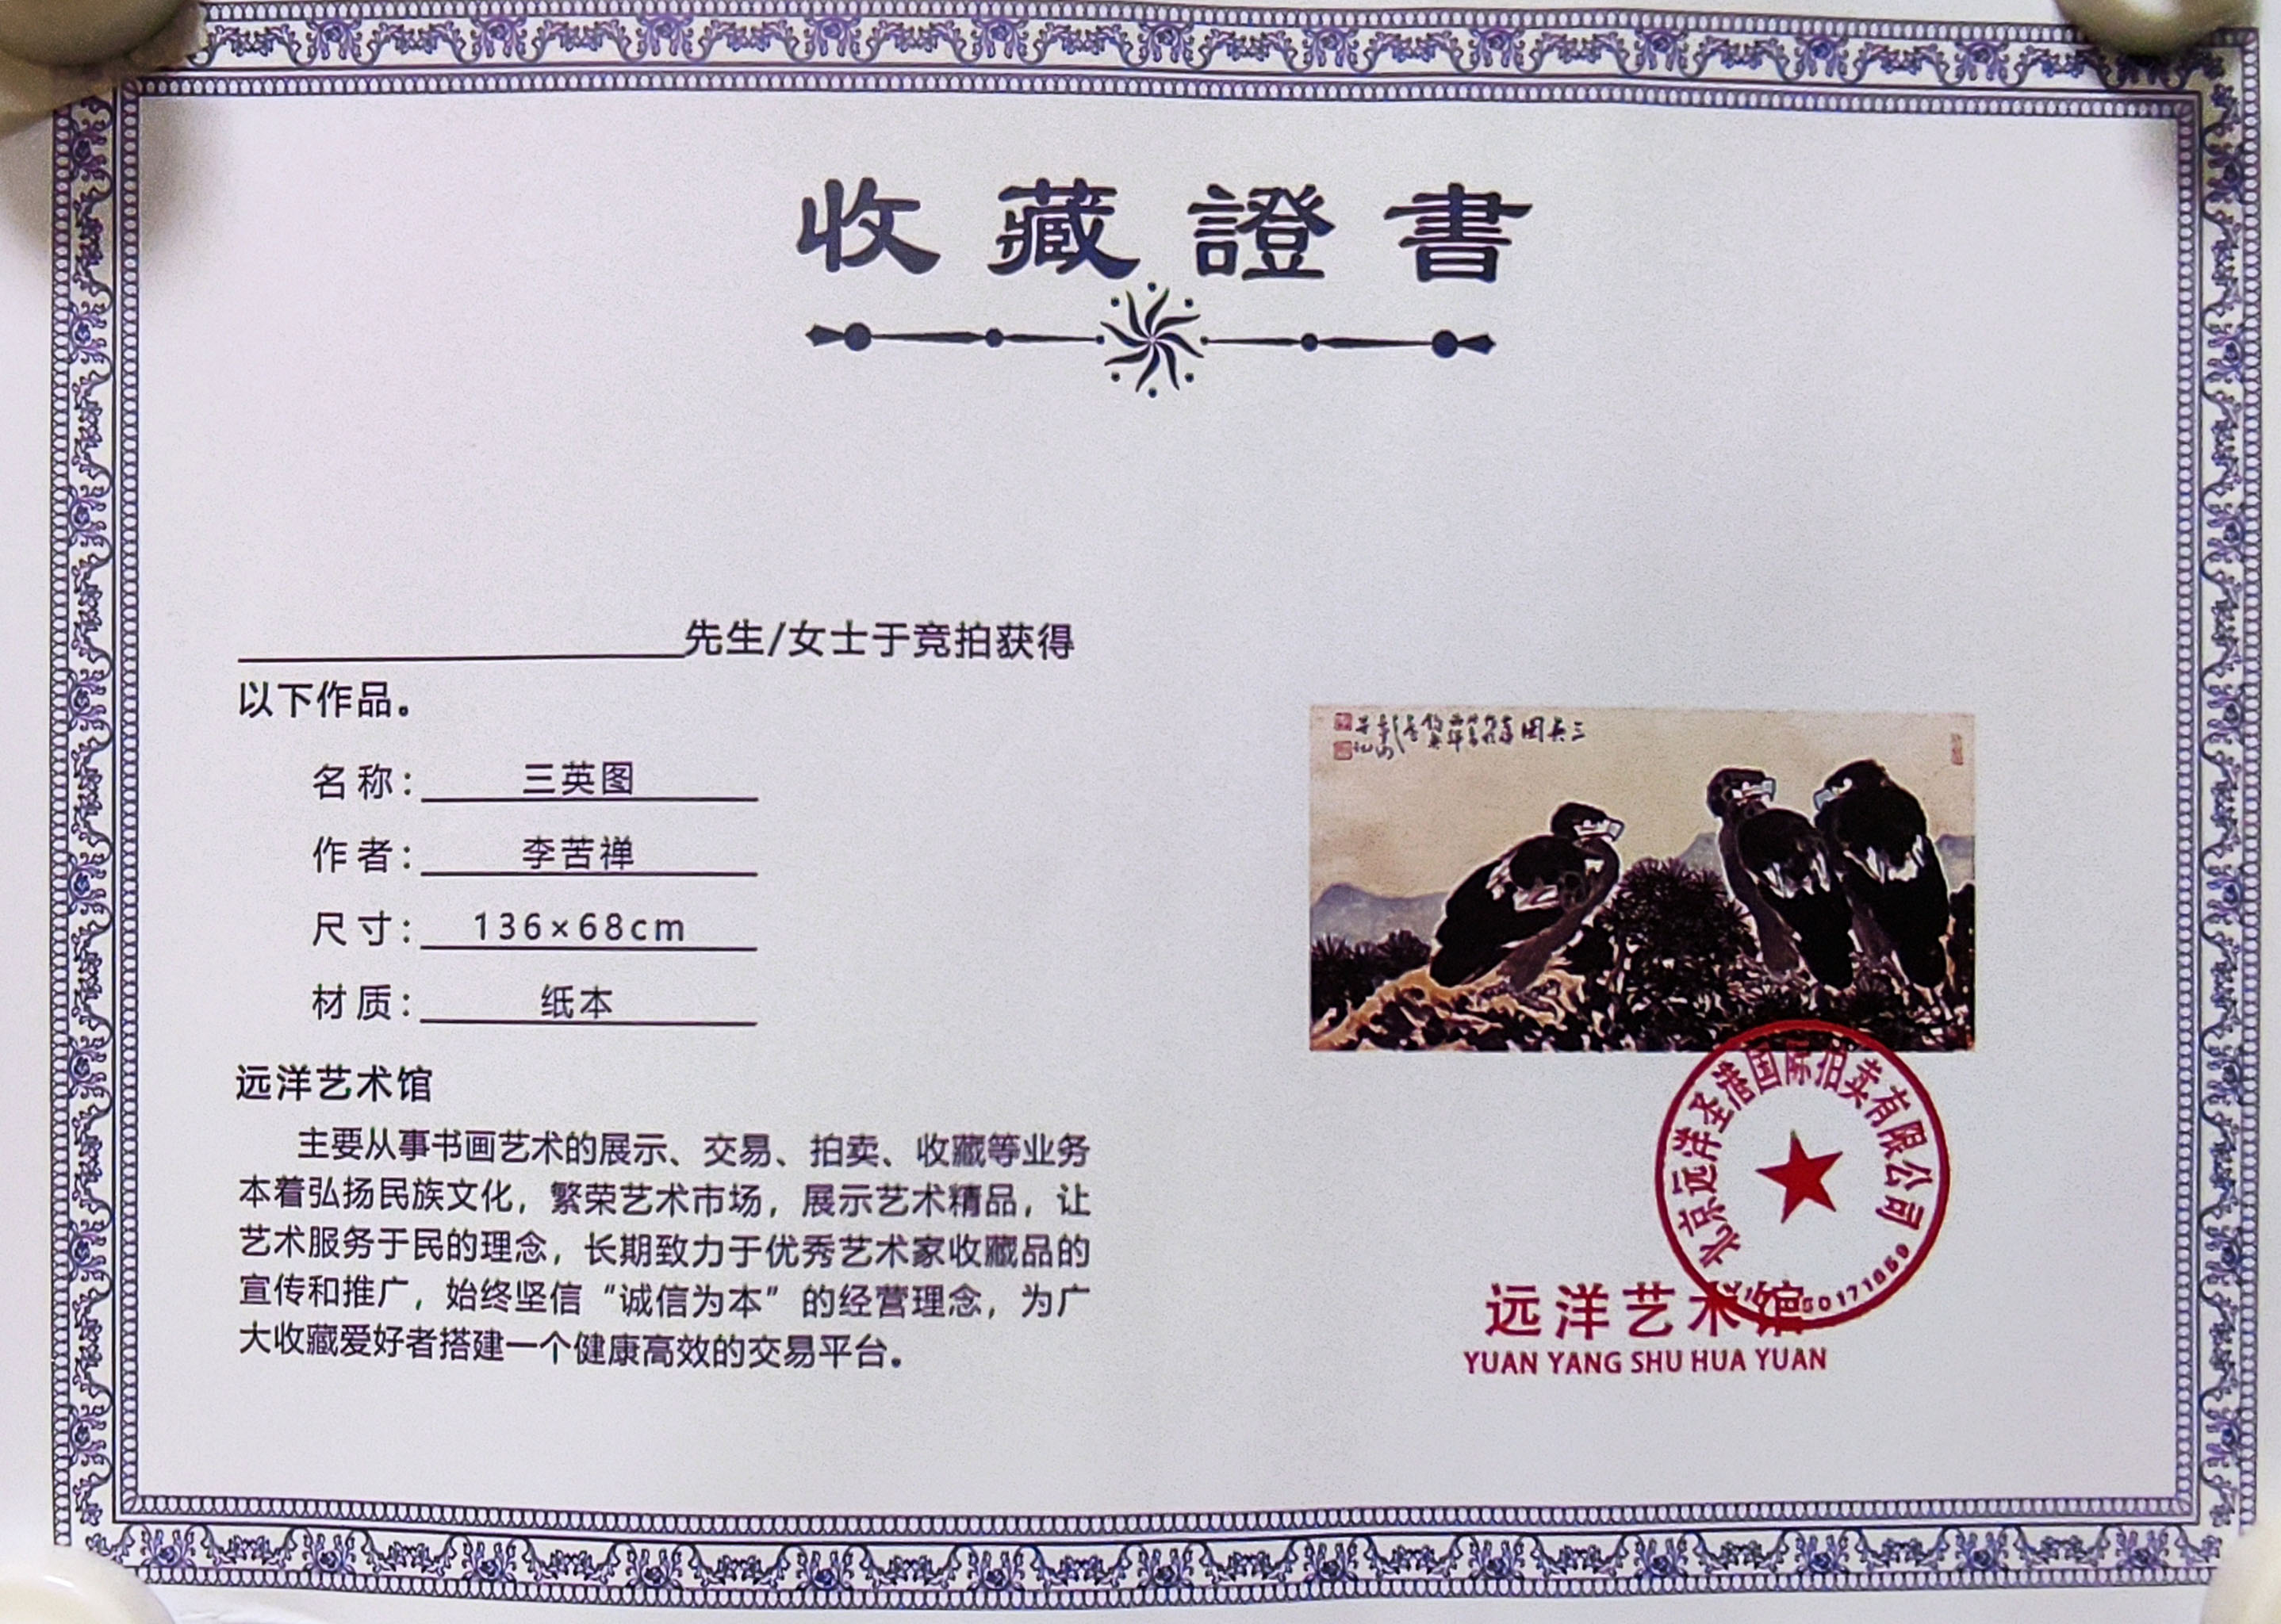 收藏證書
先生/女士于竞拍获得
以下作品。
名称：三英图
作者：李苦禅
尺寸：136×68cm
材质：纸本
远洋艺术馆
主要从事书画艺术的展示、交易、拍卖、收藏等业务
本着弘扬民族文化，繁荣艺术市场，展示艺术精品，让
艺术服务于民的理念，长期致力于优秀艺术家收藏品的
宣传和推广，始终坚信“诚信为本”的经营理念，为广
大收藏爱好者搭建一个健康高效的交易平台。
三英图
北京远洋圣港国际拍卖有限公司
远洋艺术馆
YUAN YANG SHU HUA YUAN